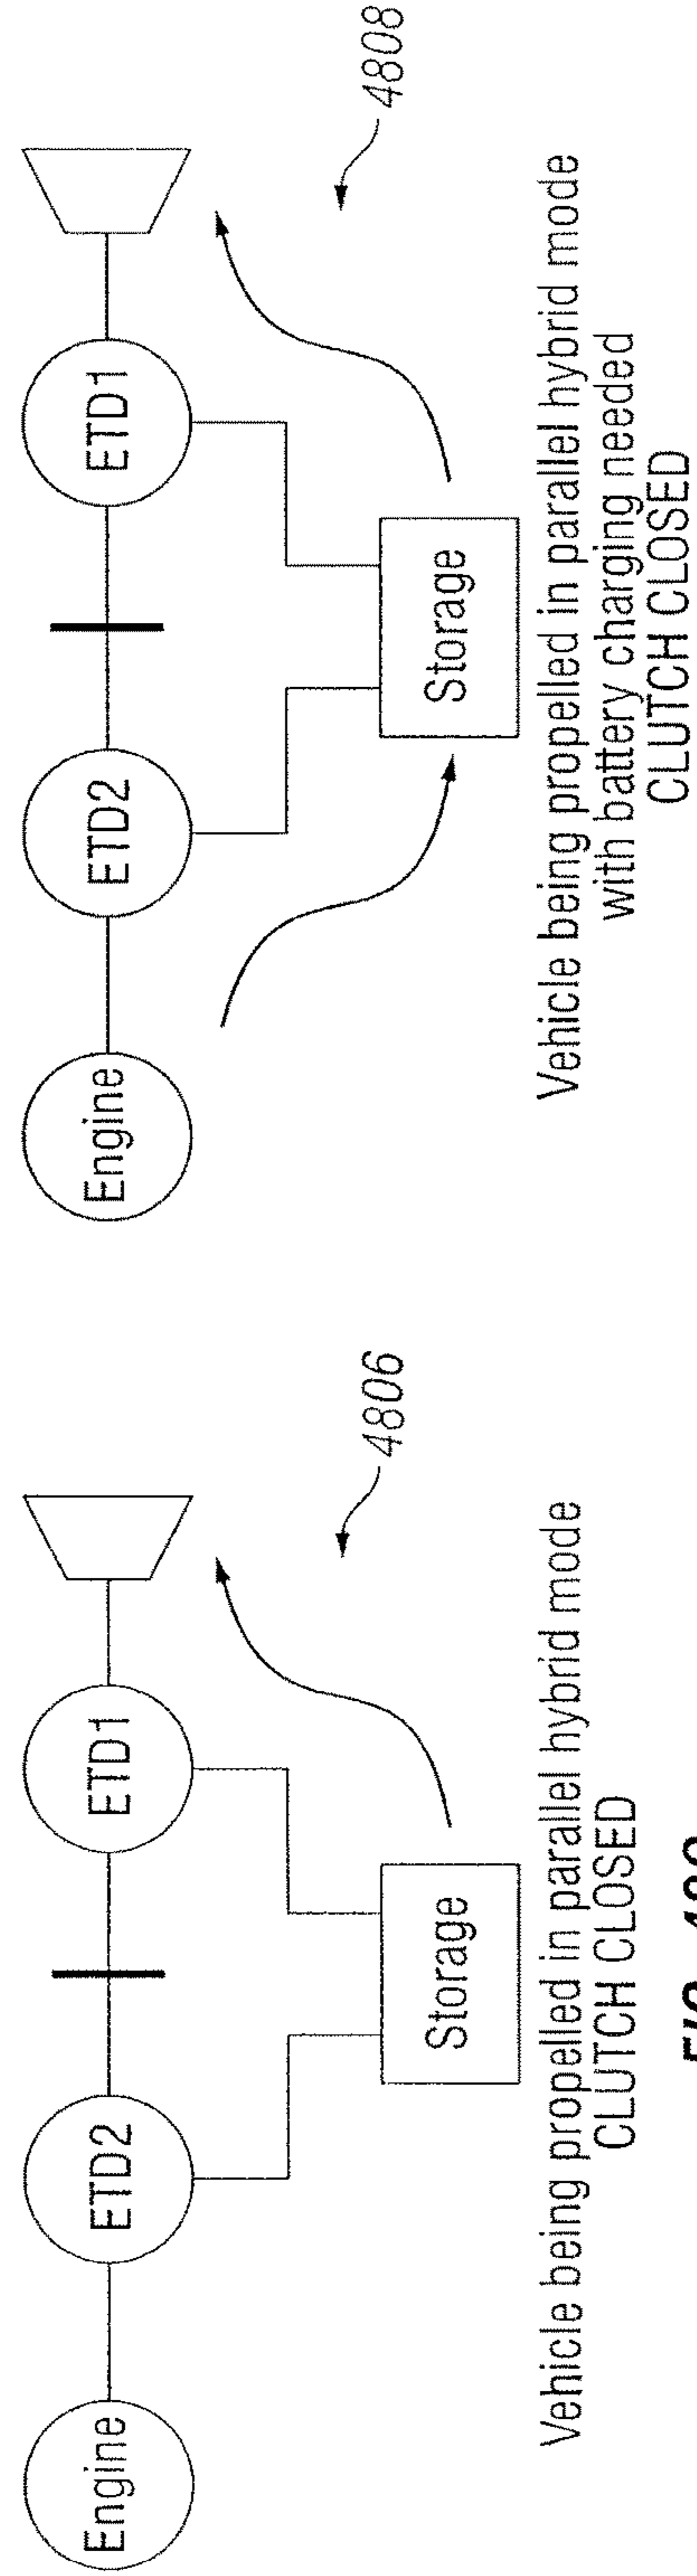 Engine
ETD2
ETD1
Storage
4806
Vehicle being propelled in parallel hybrid mode
CLUTCH CLOSED
Engine
ETD2
ETD1
Storage
4808
Vehicle being propelled in parallel hybrid mode
with battery charging needed
CLUTCH CLOSED